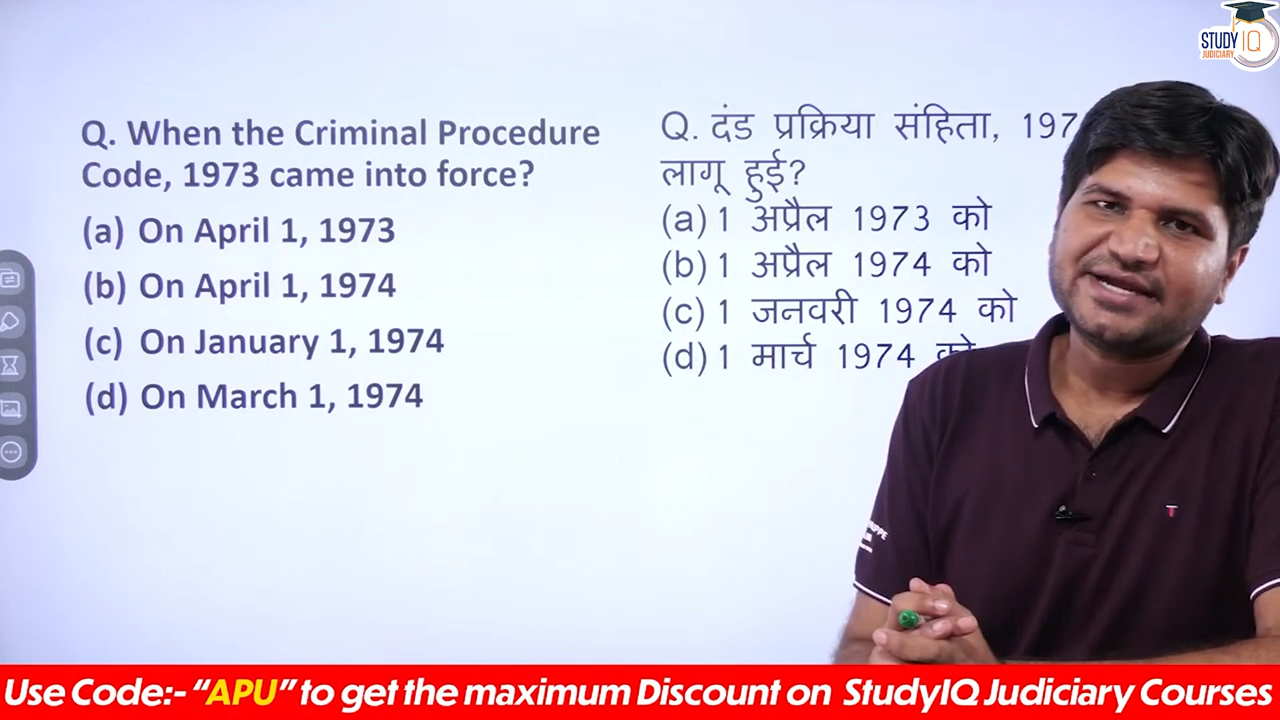 STUDY IQ
JUDICIARY
Q. When the Criminal Procedure
Code, 1973 came into force?
(a) On April 1, 1973
(b) On April 1, 1974
(c) On January 1, 1974
(d) On March 1, 1974
Q. दंड प्रक्रिया संहिता, 197
लागू हुई?
(a) 1 अप्रैल 1973 को
(b) 1 अप्रैल 1974 को
(c) 1 जनवरी 1974 को
(d) 1 मार्च 1974 को
T
Use Code:- “APU” to get the maximum Discount on StudyIQ Judiciary Courses